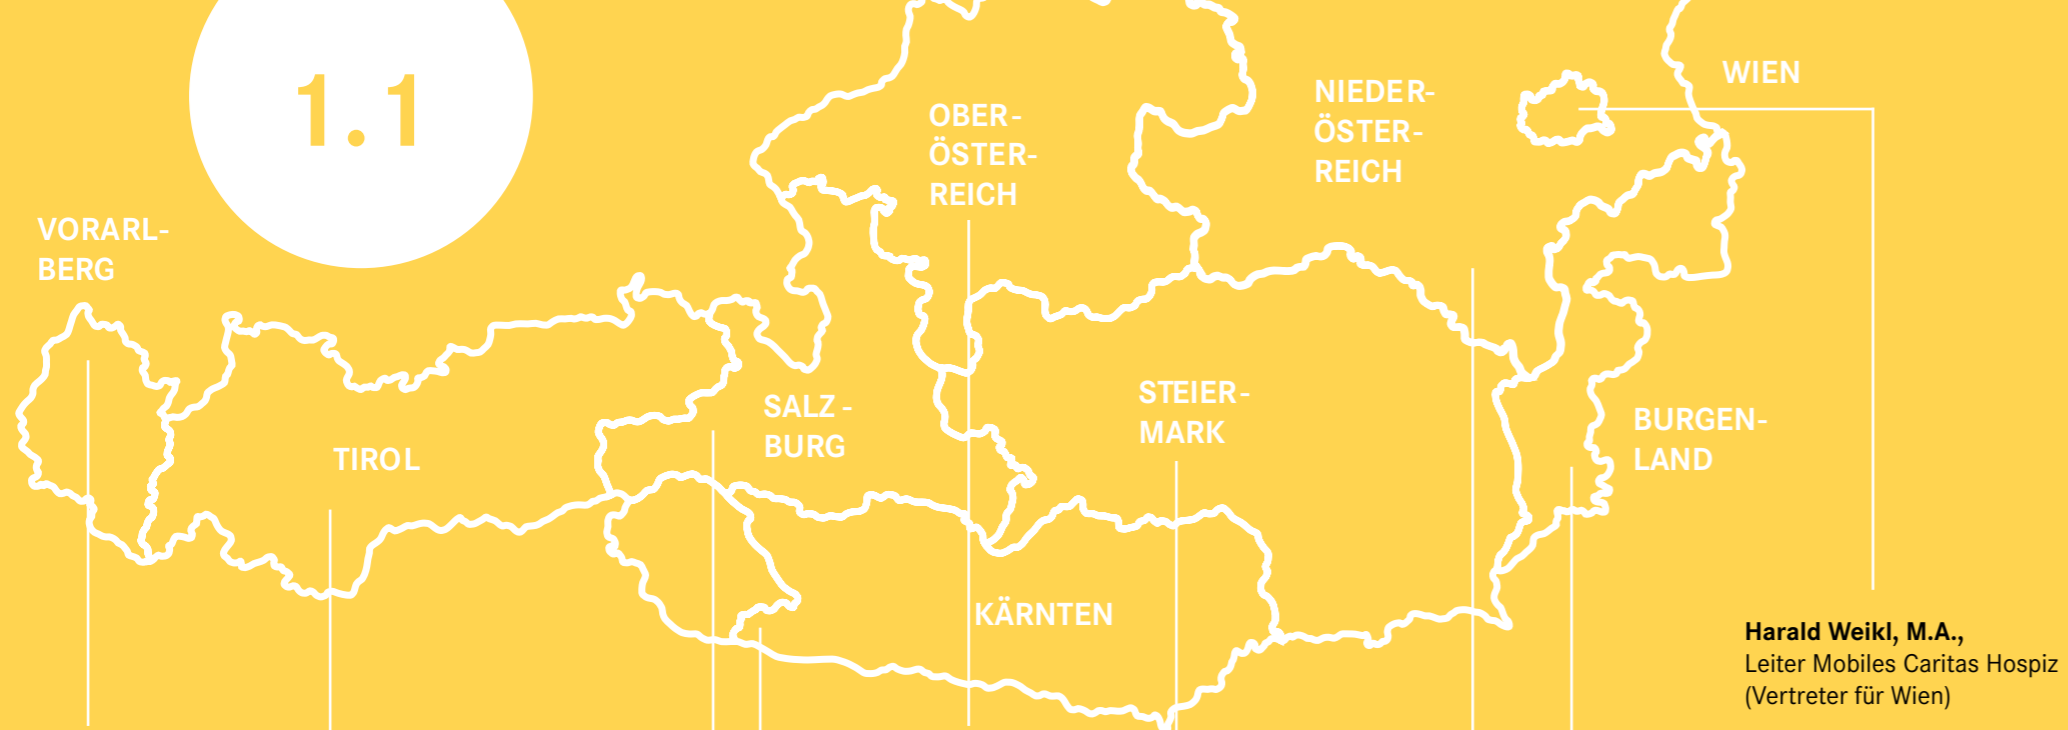 1.1
WIEN
NIEDER-
ÖSTER-
REICH
OBER-
ÖSTER-
REICH
VORARL-
BERG
SALZ-
BURG
STEIER-
MARK
BURGEN-
LAND
TIROL
KÄRNTEN
Harald Weikl, M.A.,
Leiter Mobiles Caritas Hospiz
(Vertreter für Wien)